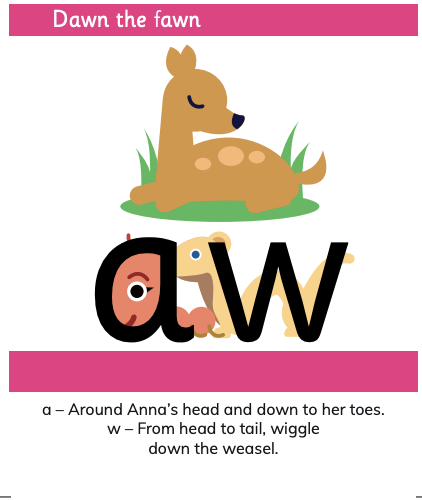 Dawn the fawn
aw
a – Around Anna's head and down to her toes.
w – From head to tail, wiggle
down the weasel.